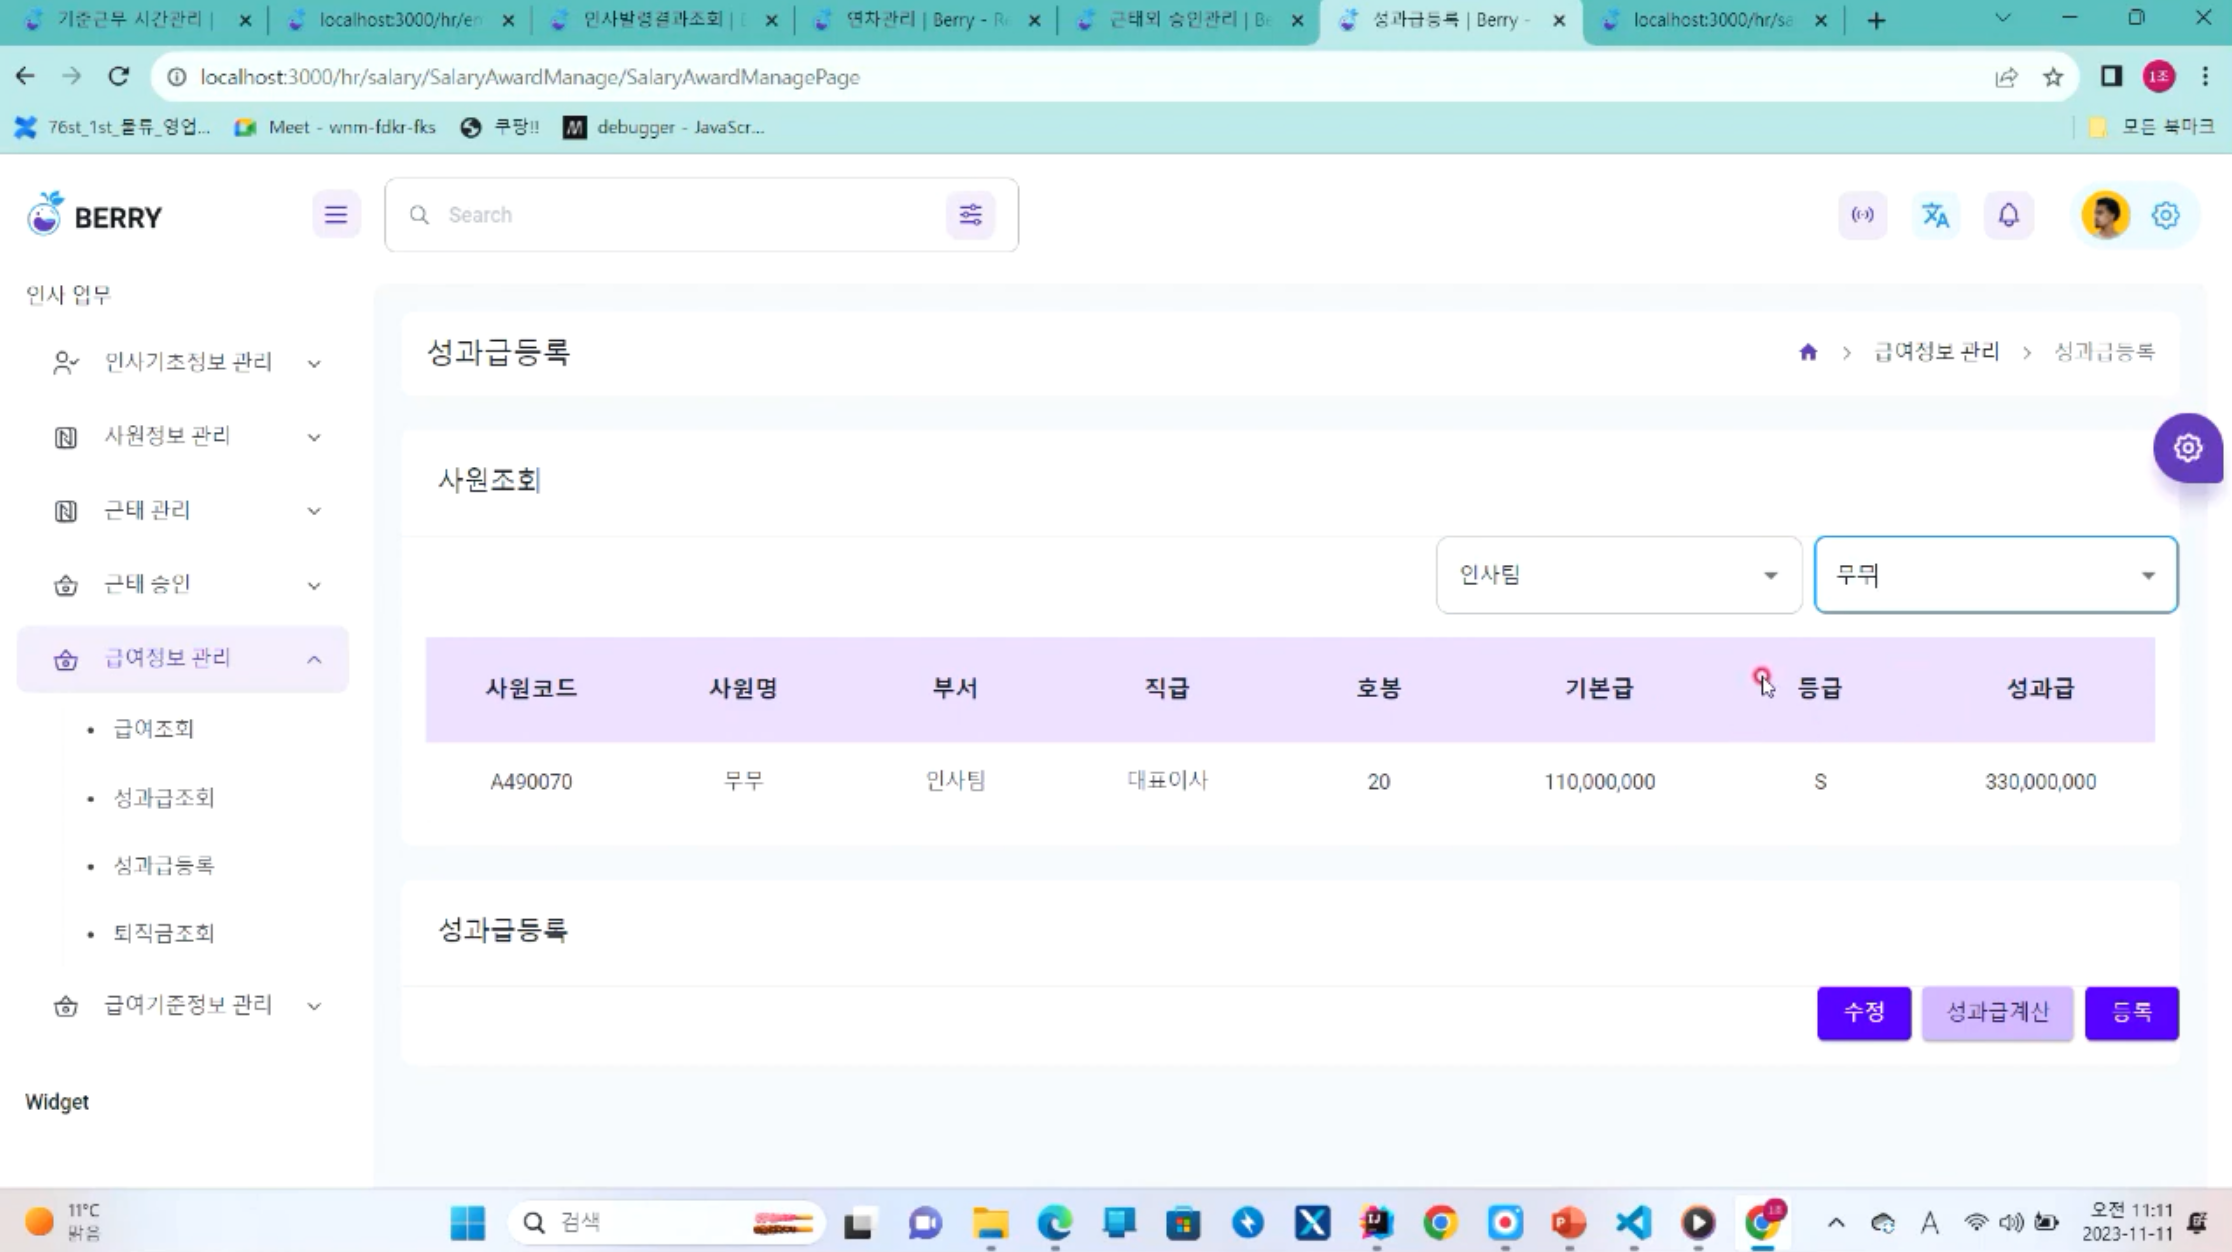 기준근무 시간관리 |
localhost:3000/hr/en
인사발령결과조회 |
연차관리 | Berry - Re
근태외 승인관리 | Be
성과급등록 | Berry -
localhost:3000/hr/sa
localhost:3000/hr/salary/SalaryAwardManage/SalaryAwardManagePage
1조
76st_1st_물류_영업...
Meet - wnm-fdkr-fks
쿠팡!!
debugger - JavaScr...
모든 북마크
BERRY
Search
인사 업무
인사기초정보 관리
사원정보 관리
근태 관리
근태 승인
급여정보 관리
급여조회
성과급조회
성과급등록
퇴직금조회
급여기준정보 관리
Widget
성과급등록
급여정보 관리 > 성과급등록
사원조회
인사팀
무무
사원코드 사원명 부서 직급 호봉 기본급 등급 성과급
A490070 무무 인사팀 대표이사 20 110,000,000 S 330,000,000
성과급등록
수정
성과급계산
등록
11°C
맑음
검색
A
오전 11:11
2023-11-11